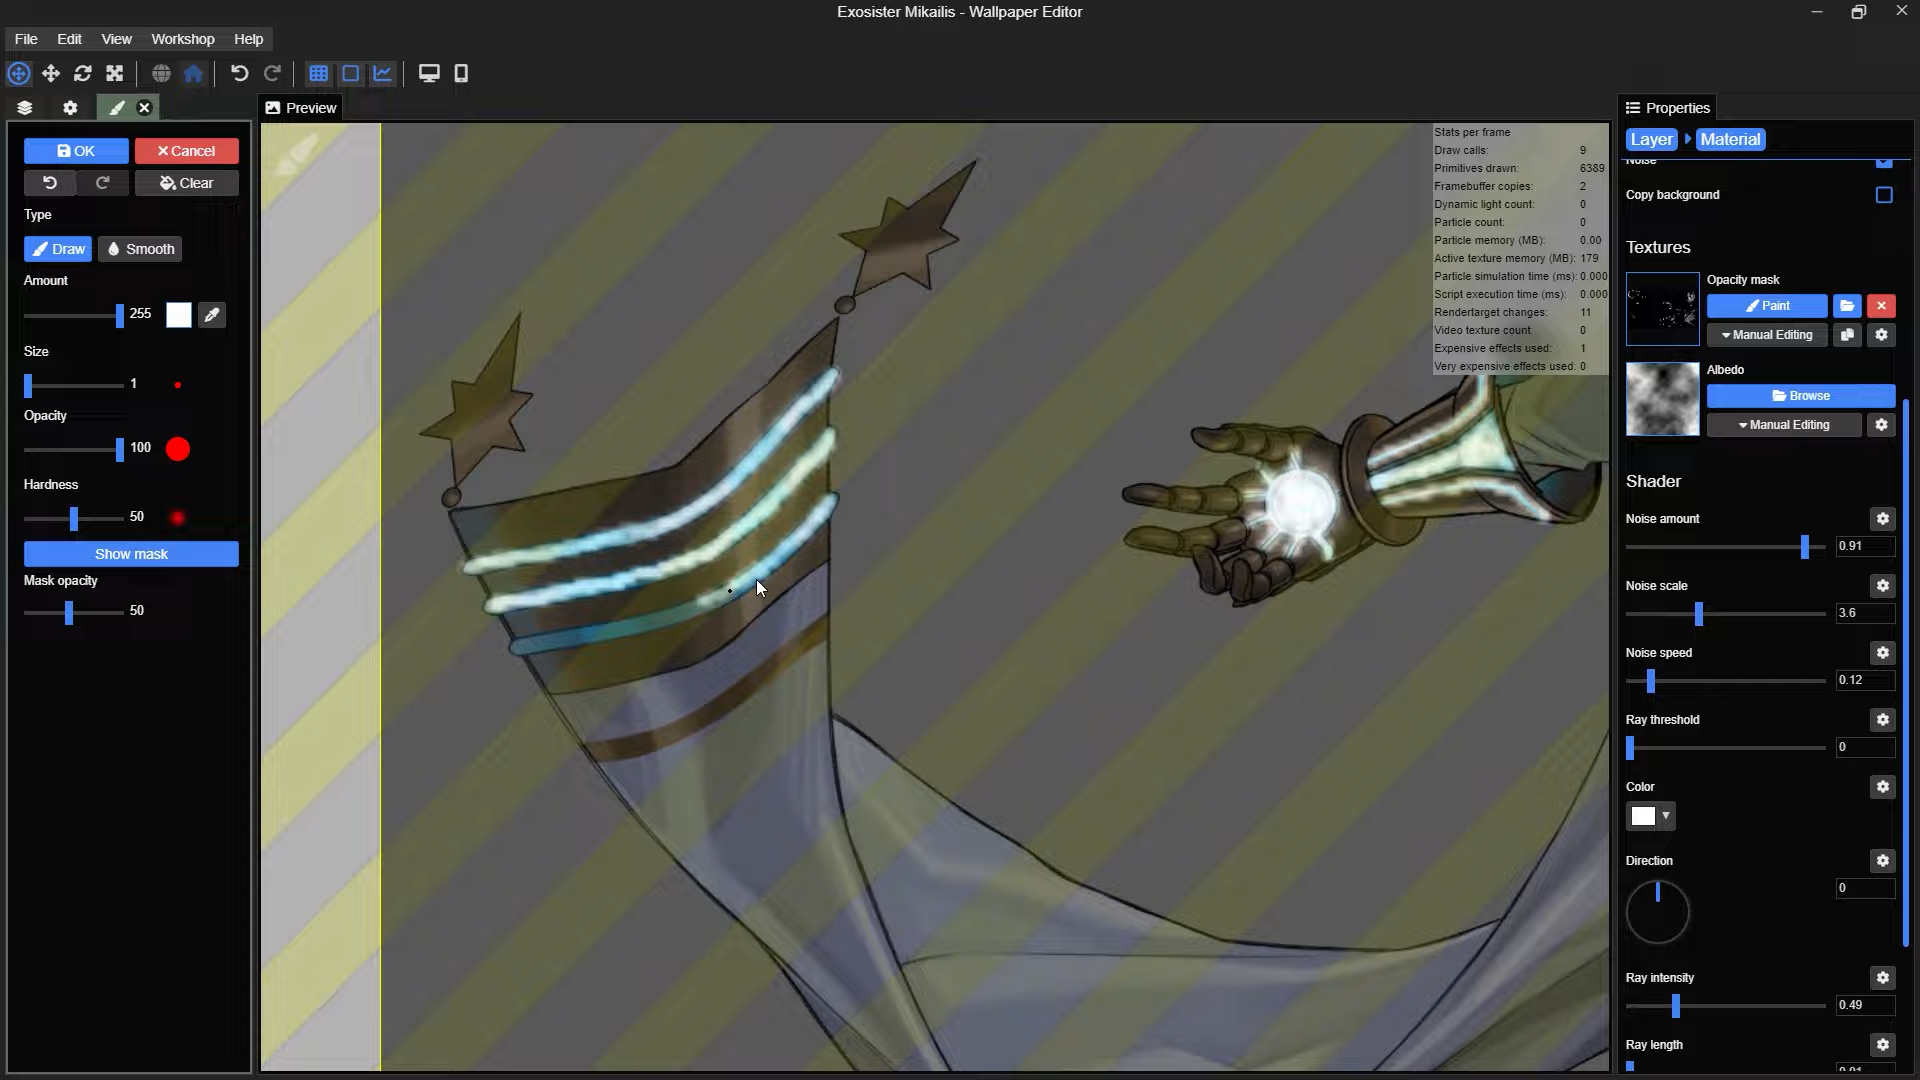 Exosister Mikailis - Wallpaper Editor
File Edit View Workshop Help
Preview
Properties
OK
Cancel
Clear
Type
Draw
Smooth
Amount
255
Size
1
Opacity
100
Hardness
50
Show mask
Mask opacity
50
Stats per frame
Draw calls: 9
Primitives drawn: 6389
Framebuffer copies: 2
Dynamic light count: 0
Particle count: 0
Particle memory (MB): 0.00
Active texture memory (MB): 179
Particle simulation time (ms): 0.000
Script execution time (ms): 0.000
Rendertarget changes: 11
Video texture count 0
Expensive effects used: 1
Very expensive effects used: 0
Layer
Material
Noise
Copy background
Textures
Opacity mask
Paint
Manual Editing
Albedo
Browse
Manual Editing
Shader
Noise amount
0.91
Noise scale
3.6
Noise speed
0.12
Ray threshold
0
Color
Direction
0
Ray intensity
0.49
Ray length